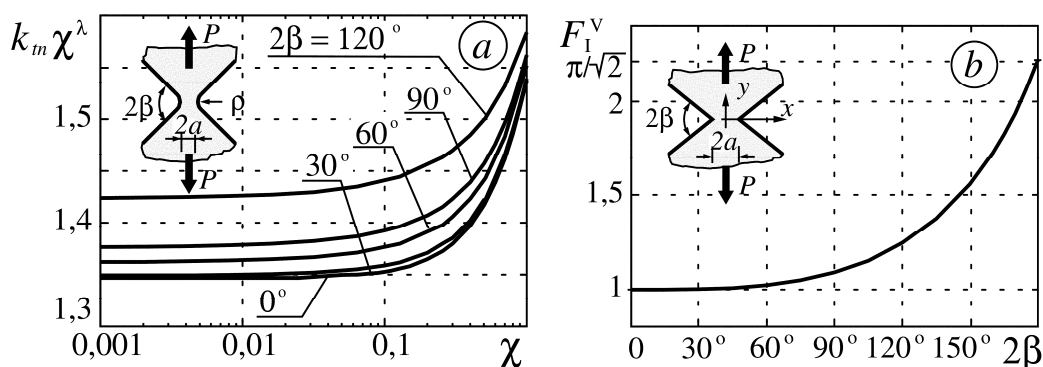 k_tn χ^λ
P
2β = 120°
a
F_I^V
π/√2
P
b
2β
ρ
90°
y
x
2β
1,5
60°
2
2a
2a
30°
P
P
1,5
1,4
0°
1
1,3
0,001 0,01 0,1 χ
0 30° 60° 90° 120° 150° 2β